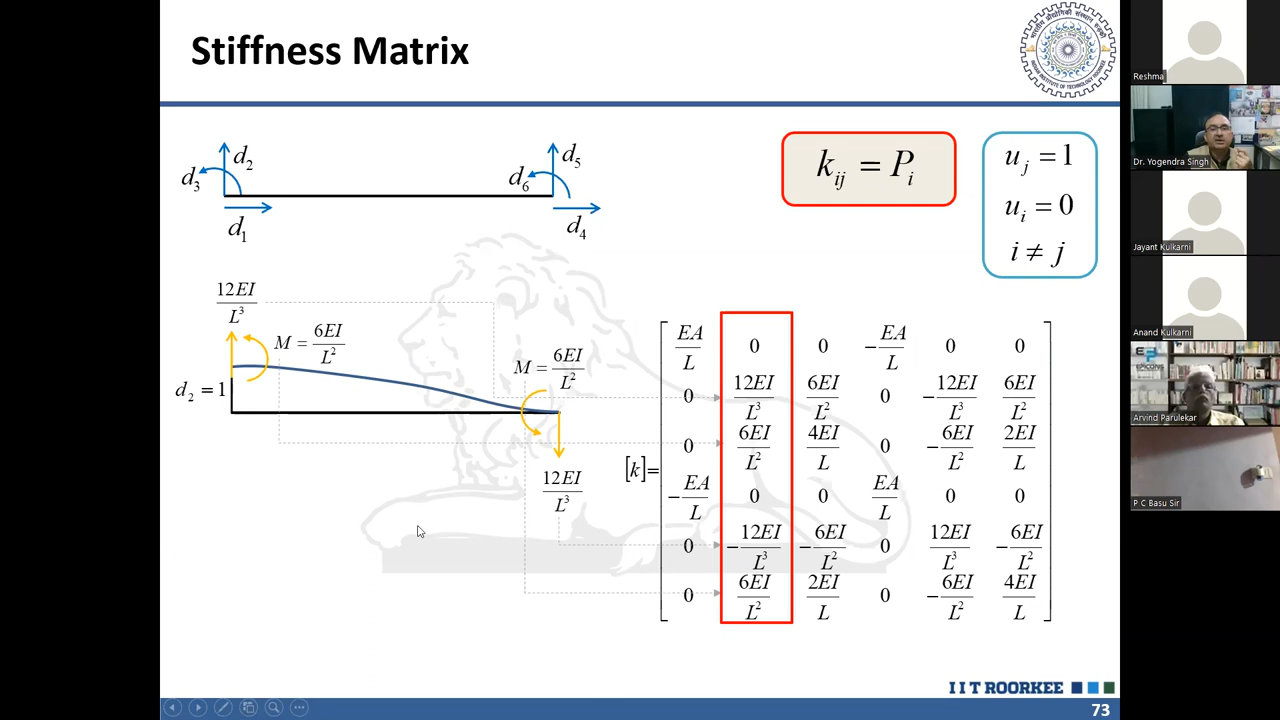 Stiffness Matrix
d2
d3
d1
d5
d6
d4
k_ij = P_i
u_j = 1
u_i = 0
i ≠ j
12EI/L³
M = 6EI/L²
d2 = 1
M = 6EI/L²
12EI/L³
[k]=
EA/L 0 0 −EA/L 0 0
0 12EI/L³ 6EI/L² 0 −12EI/L³ 6EI/L²
0 6EI/L² 4EI/L 0 −6EI/L² 2EI/L
−EA/L 0 0 EA/L 0 0
0 −12EI/L³ −6EI/L² 0 12EI/L³ −6EI/L²
0 6EI/L² 2EI/L 0 −6EI/L² 4EI/L
IIT ROORKEE
73
Reshma
Dr. Yogendra Singh
Jayant Kulkarni
Anand Kulkarni
Arvind Parulekar
P C Basu Sir